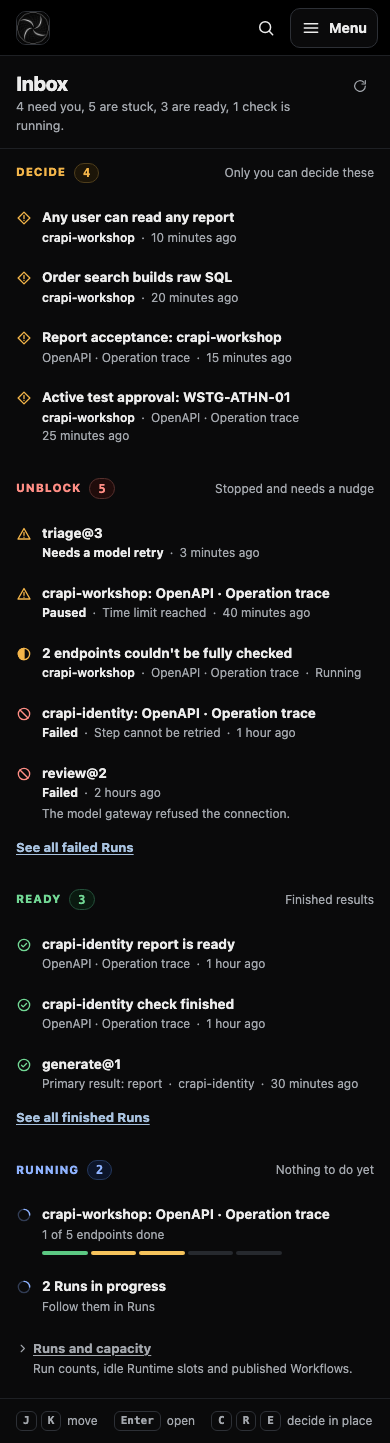 Menu
Inbox
4 need you, 5 are stuck, 3 are ready, 1 check is
running.
DECIDE 4 Only you can decide these
Any user can read any report
crapi-workshop · 10 minutes ago
Order search builds raw SQL
crapi-workshop · 20 minutes ago
Report acceptance: crapi-workshop
OpenAPI · Operation trace · 15 minutes ago
Active test approval: WSTG-ATHN-01
crapi-workshop · OpenAPI · Operation trace
25 minutes ago
UNBLOCK 5 Stopped and needs a nudge
triage@3
Needs a model retry · 3 minutes ago
crapi-workshop: OpenAPI · Operation trace
Paused · Time limit reached · 40 minutes ago
2 endpoints couldn't be fully checked
crapi-workshop · OpenAPI · Operation trace · Running
crapi-identity: OpenAPI · Operation trace
Failed · Step cannot be retried · 1 hour ago
review@2
Failed · 2 hours ago
The model gateway refused the connection.
See all failed Runs
READY 3 Finished results
crapi-identity report is ready
OpenAPI · Operation trace · 1 hour ago
crapi-identity check finished
OpenAPI · Operation trace · 1 hour ago
generate@1
Primary result: report · crapi-identity · 30 minutes ago
See all finished Runs
RUNNING 2 Nothing to do yet
crapi-workshop: OpenAPI · Operation trace
1 of 5 endpoints done
2 Runs in progress
Follow them in Runs
Runs and capacity
Run counts, idle Runtime slots and published Workflows.
J K move Enter open C R E decide in place